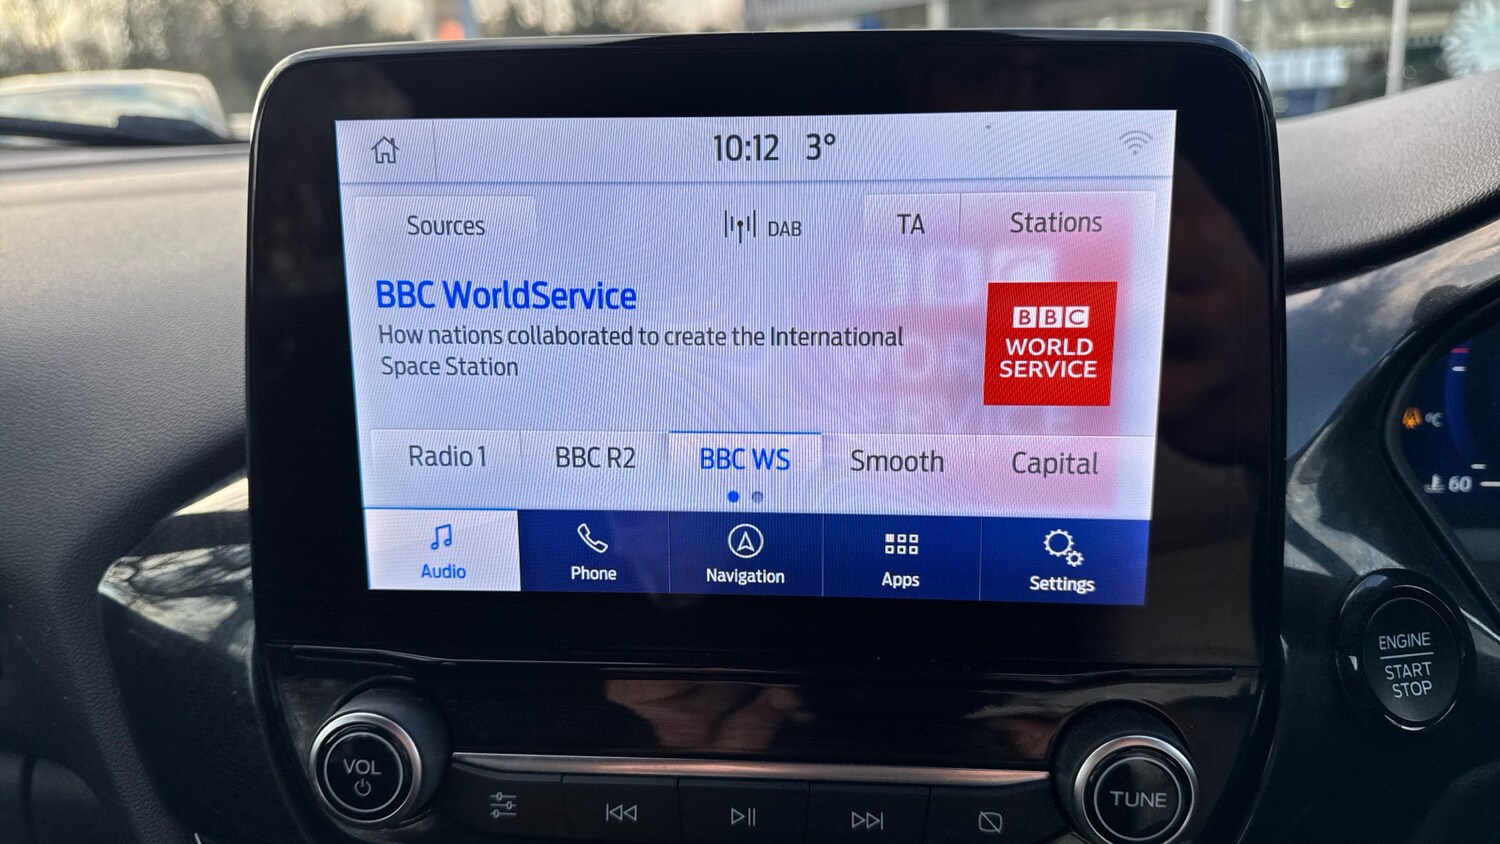 10:12 3°
Sources
DAB
TA
Stations
BBC WorldService
How nations collaborated to create the International
Space Station
BBC
WORLD
SERVICE
Radio 1
BBC R2
BBC WS
Smooth
Capital
Audio
Phone
Navigation
Apps
Settings
°C
60
ENGINE
START
STOP
VOL
TUNE